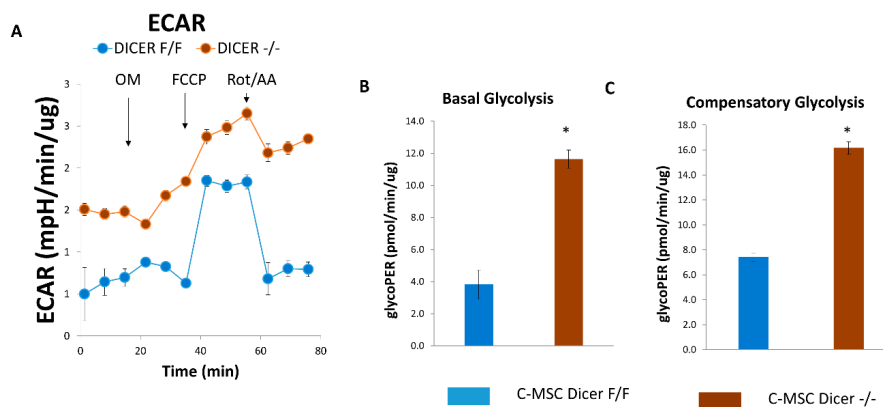 A
ECAR
DICER F/F
DICER -/-
OM
FCCP
Rot/AA
ECAR (mpH/min/ug)
3
3
2
2
1
1
0
0
20
40
60
80
Time (min)
B
Basal Glycolysis
glycoPER (pmol/min/ug)
14.0
12.0
10.0
8.0
6.0
4.0
2.0
0.0
*
C
Compensatory Glycolysis
glycoPER (pmol/min/ug)
18.0
16.0
14.0
12.0
10.0
8.0
6.0
4.0
2.0
0.0
*
C-MSC Dicer F/F
C-MSC Dicer -/-